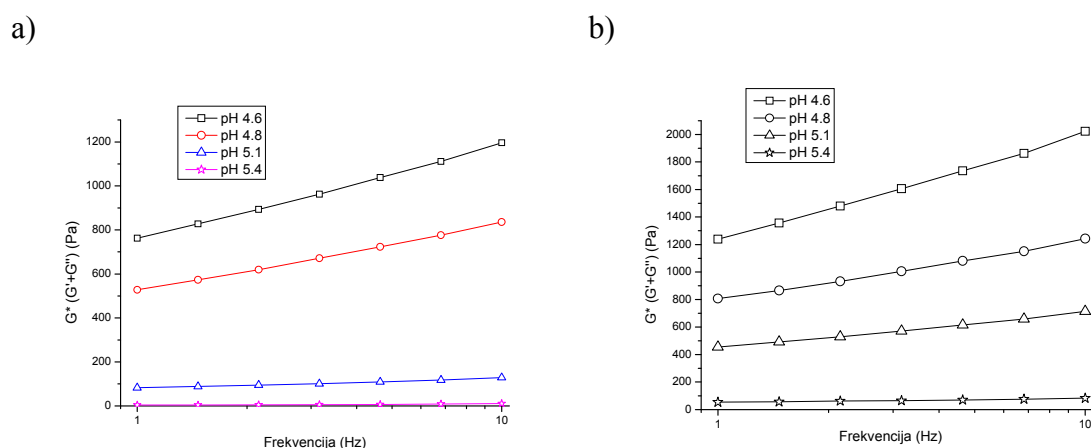 a)
pH 4.6
pH 4.8
pH 5.1
pH 5.4
1200
1000
800
600
400
200
0
G* (G'+G'') (Pa)
1
10
Frekvencija (Hz)
b)
pH 4.6
pH 4.8
pH 5.1
pH 5.4
2000
1800
1600
1400
1200
1000
800
600
400
200
0
G* (G'+G'') (Pa)
1
10
Frekvencija (Hz)